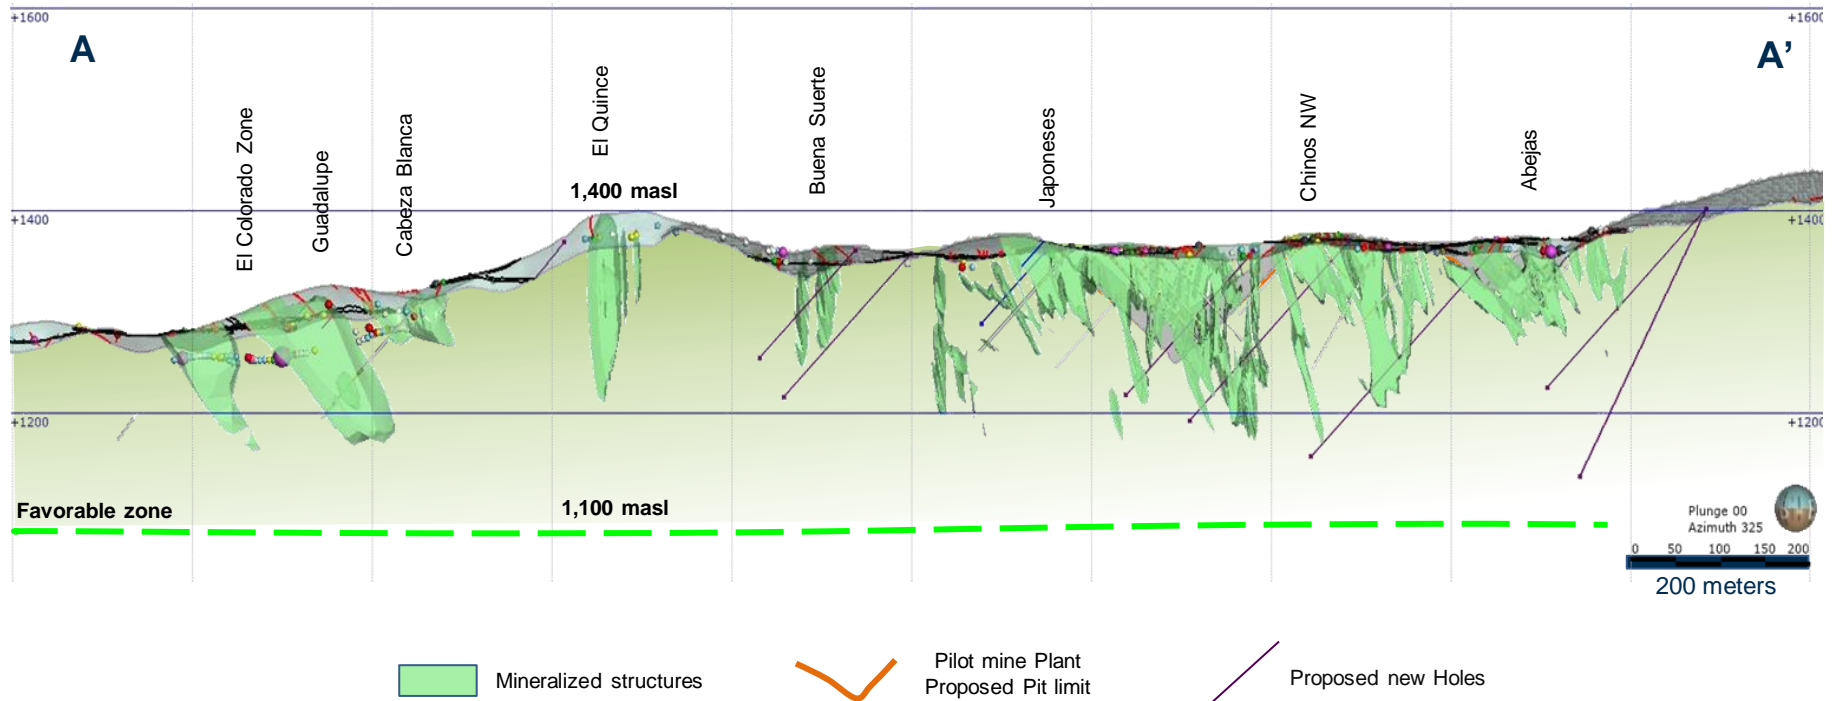 +1600
+1600
A
A’
El Colorado Zone
Guadalupe
Cabeza Blanca
El Quince
Buena Suerte
Japoneses
Chinos NW
Abejas
1,400 masl
+1400
+1400
+1200
+1200
Favorable zone
1,100 masl
Plunge 00
Azimuth 325
0 50 100 150 200
200 meters
Mineralized structures
Pilot mine Plant
Proposed Pit limit
Proposed new Holes